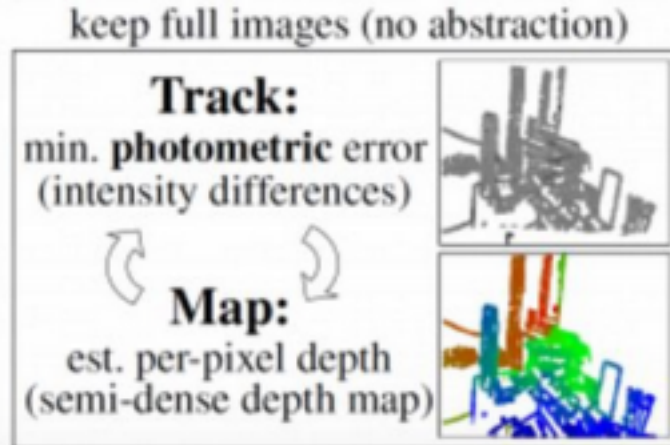 keep full images (no abstraction)
Track:
min. photometric error
(intensity differences)
Map:
est. per-pixel depth
(semi-dense depth map)